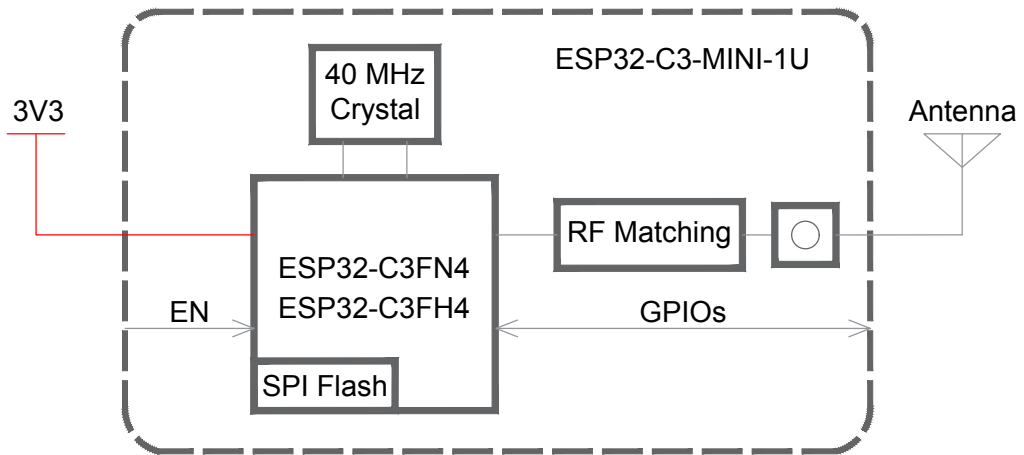 ESP32-C3-MINI-1U
40 MHz
Crystal
3V3
Antenna
RF Matching
ESP32-C3FN4
ESP32-C3FH4
EN
GPIOs
SPI Flash